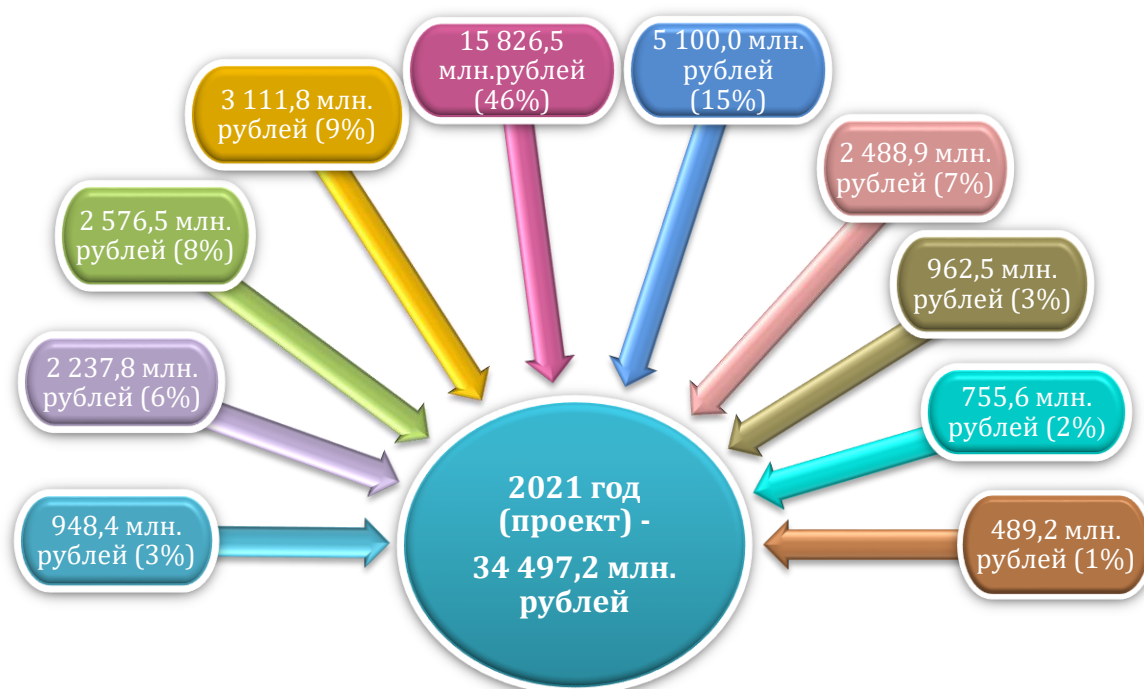 15 826,5
млн.рублей
(46%)
5 100,0 млн.
рублей
(15%)
3 111,8 млн.
рублей (9%)
2 488,9 млн.
рублей (7%)
2 576,5 млн.
рублей (8%)
962,5 млн.
рублей (3%)
2 237,8 млн.
рублей (6%)
755,6 млн.
рублей (2%)
948,4 млн.
рублей (3%)
489,2 млн.
рублей (1%)
2021 год
(проект) -
34 497,2 млн.
рублей